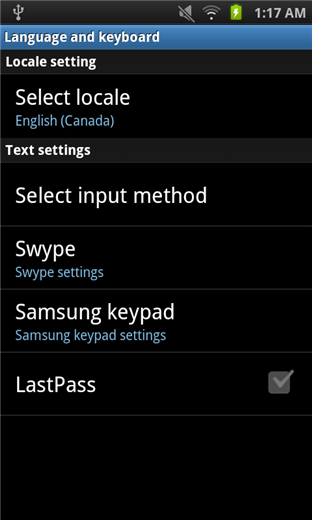 1:17 AM
Language and keyboard
Locale setting
Select locale
English (Canada)
Text settings
Select input method
Swype
Swype settings
Samsung keypad
Samsung keypad settings
LastPass